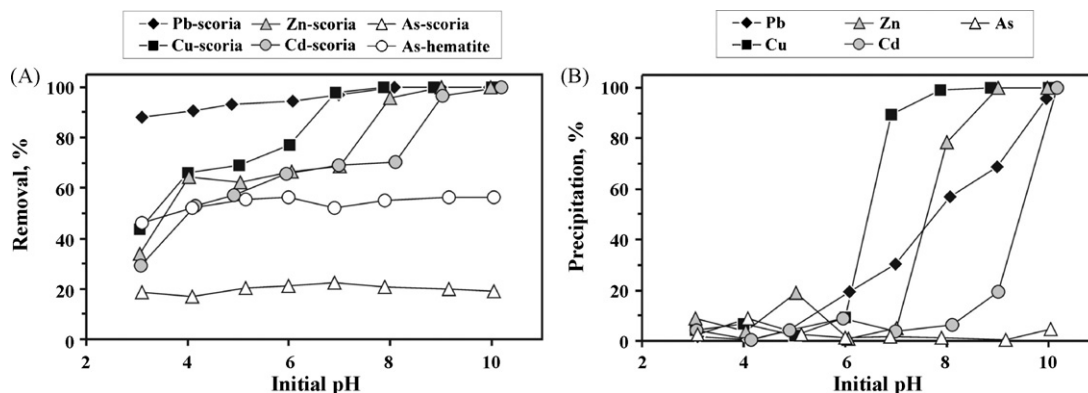 Pb-scoria Zn-scoria As-scoria
Cu-scoria Cd-scoria As-hematite
(A)
100
80
60
40
20
0
Removal, %
2 4 6 8 10
Initial pH
Pb Zn As
Cu Cd
(B)
100
80
60
40
20
0
Precipitation, %
2 4 6 8 10
Initial pH